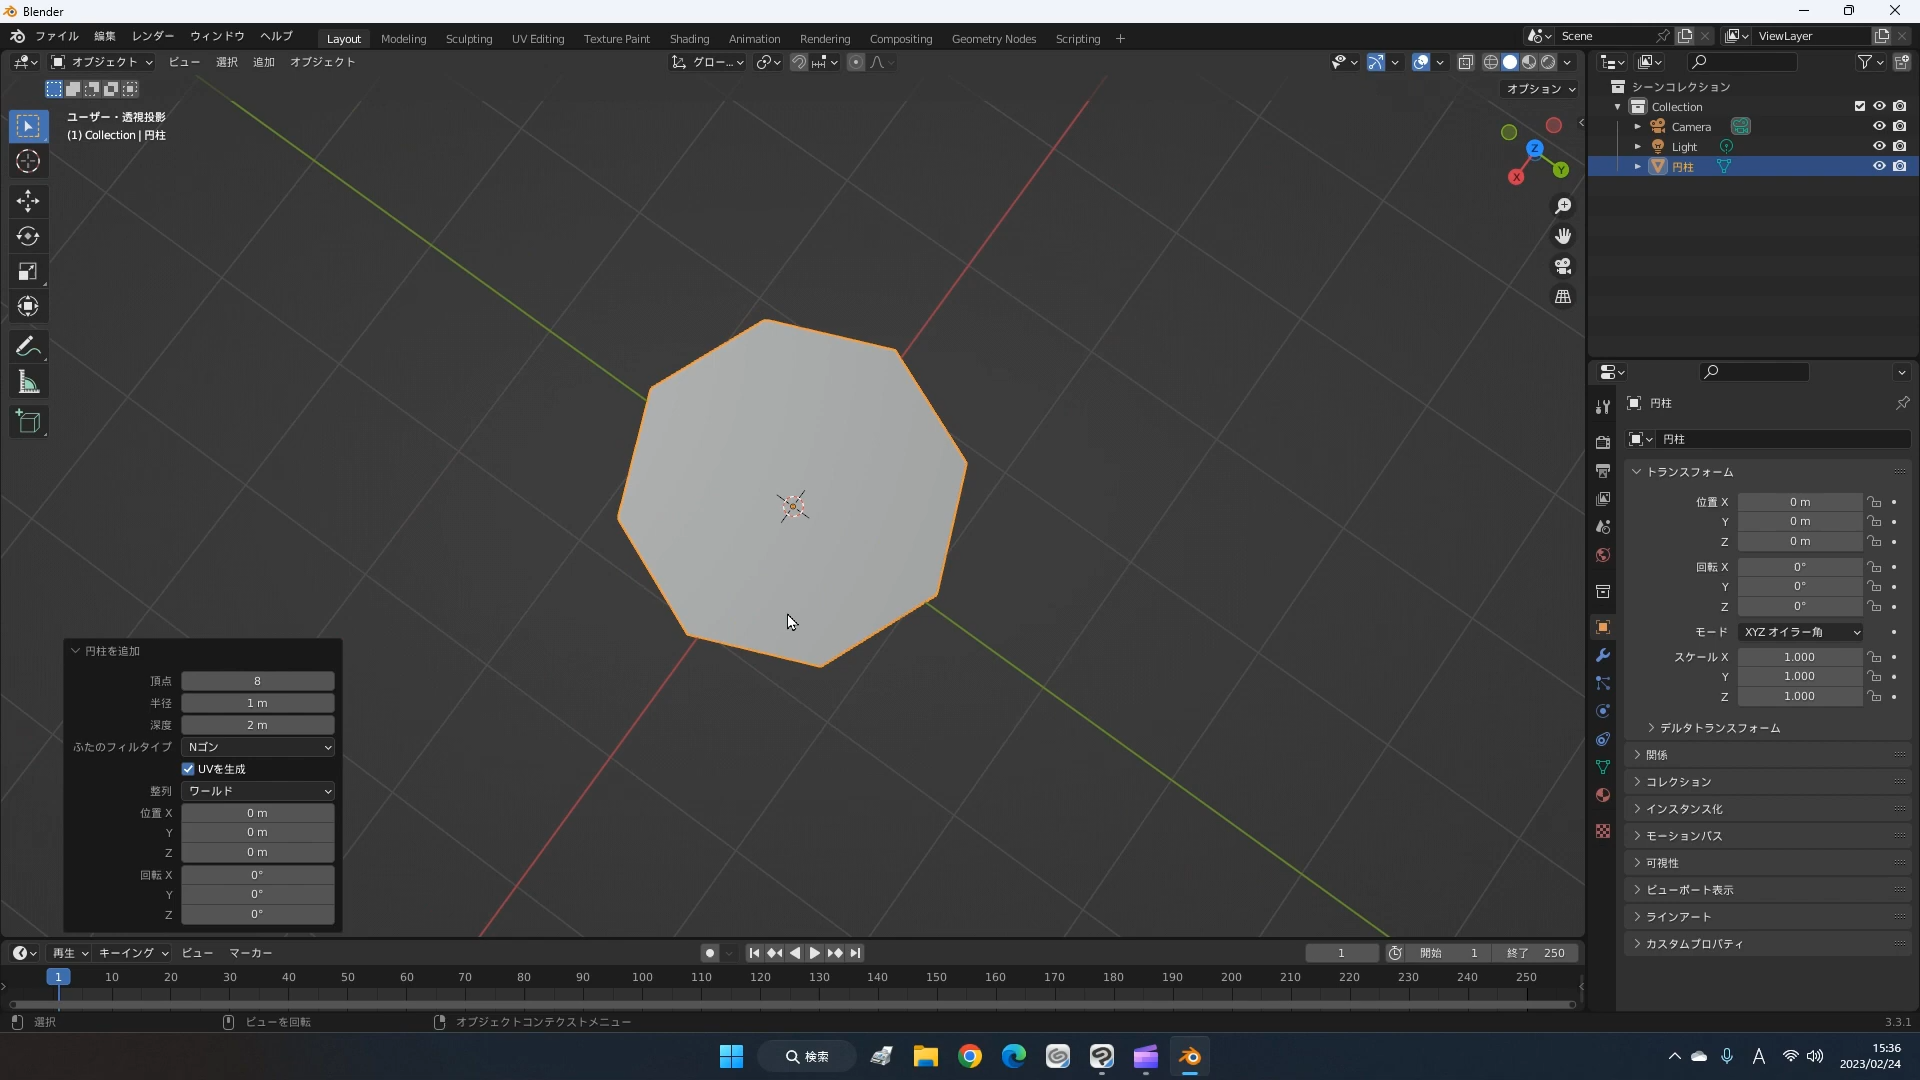 Blender
ファイル 編集 レンダー ウィンドウ ヘルプ Layout Modeling Sculpting UV Editing Texture Paint Shading Animation Rendering Compositing Geometry Nodes Scripting + Scene ViewLayer
オブジェクト ビュー 選択 追加 オブジェクト グロー...
オプション
ユーザー・透視投影
(1) Collection | 円柱
X
Y
Z
シーンコレクション
Collection
Camera
Light
円柱
円柱
円柱
トランスフォーム
位置 X 0 m
Y 0 m
Z 0 m
回転 X 0°
Y 0°
Z 0°
モード XYZ オイラー角
スケール X 1.000
Y 1.000
Z 1.000
デルタトランスフォーム
関係
コレクション
インスタンス化
モーションパス
可視性
ビューポート表示
ラインアート
カスタムプロパティ
円柱を追加
頂点 8
半径 1 m
深度 2 m
ふたのフィルタイプ Nゴン
UVを生成
整列 ワールド
位置 X 0 m
Y 0 m
Z 0 m
回転 X 0°
Y 0°
Z 0°
再生 キーイング ビュー マーカー 1 開始 1 終了 250
1 10 20 30 40 50 60 70 80 90 100 110 120 130 140 150 160 170 180 190 200 210 220 230 240 250
選択 ビューを回転 オブジェクトコンテクストメニュー 3.3.1
検索 A 15:36
2023/02/24